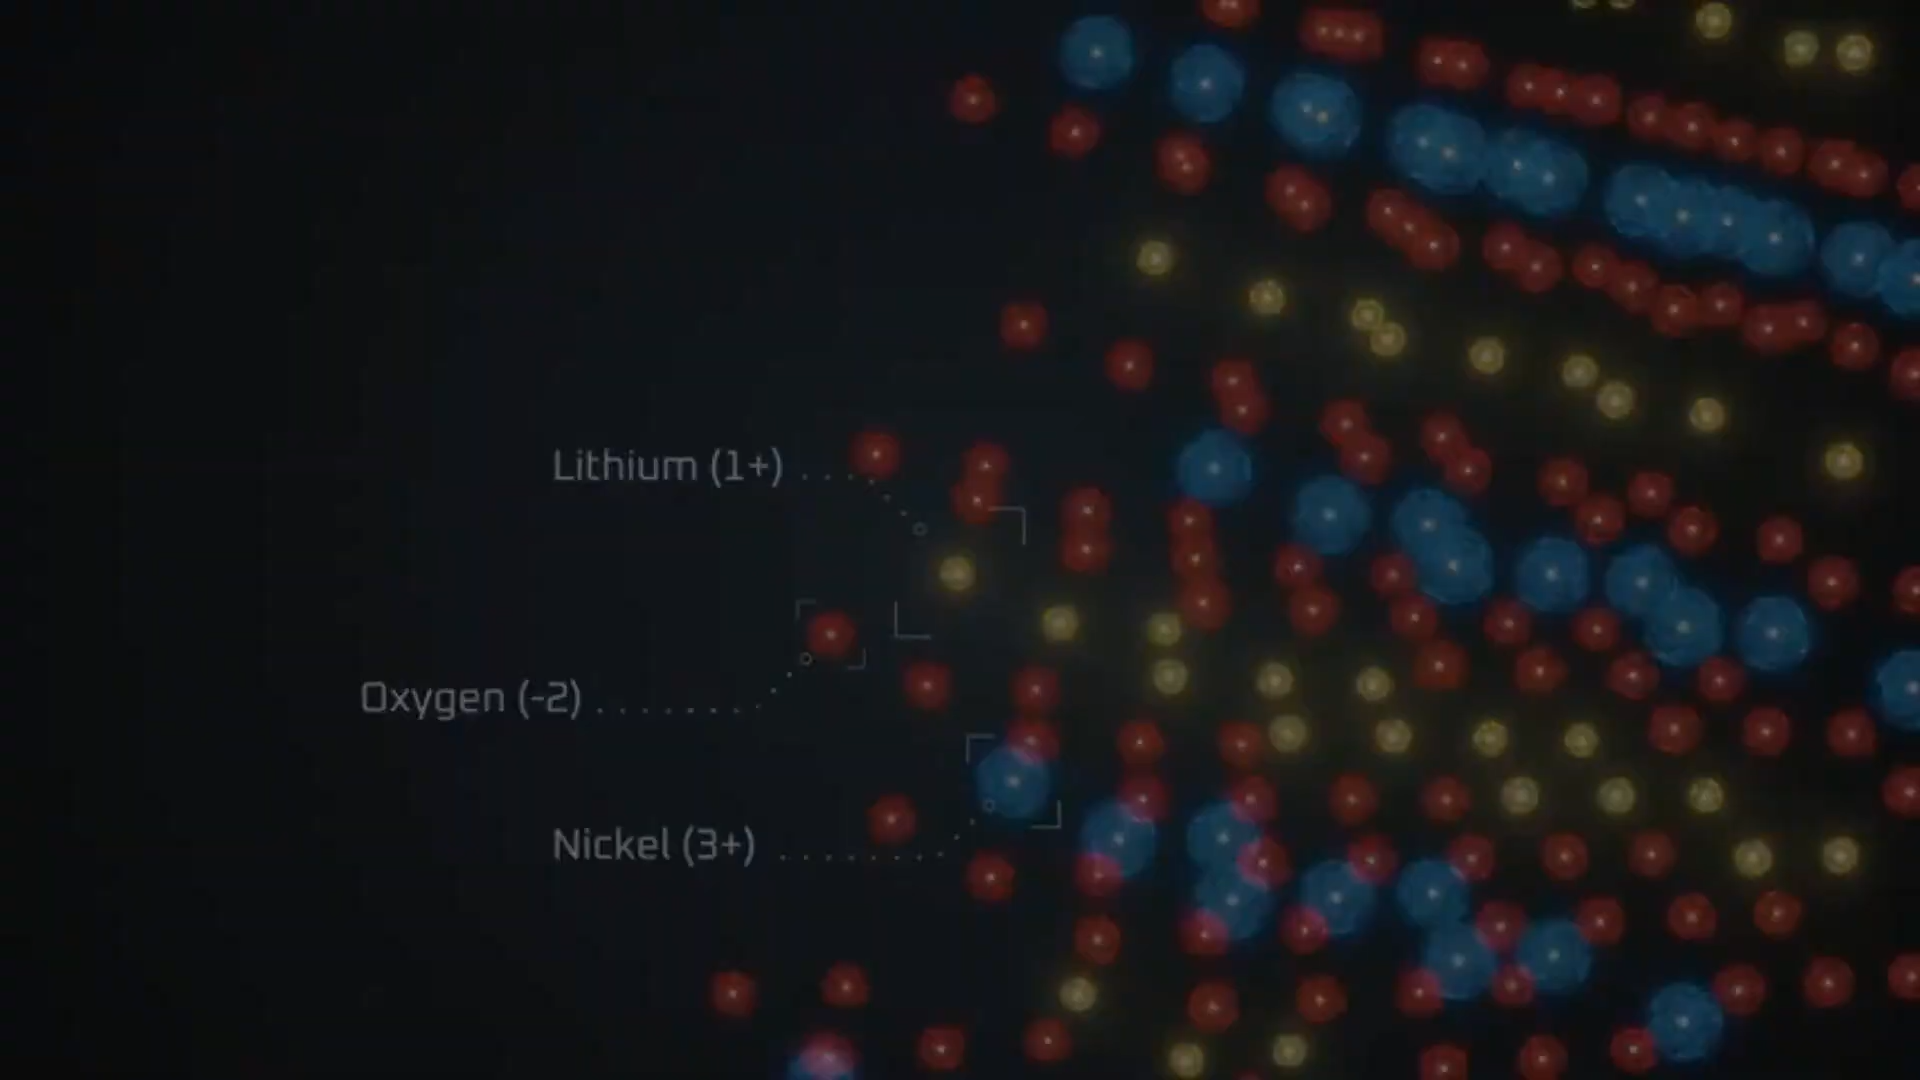 Lithium (1+)
Oxygen (-2)
Nickel (3+)